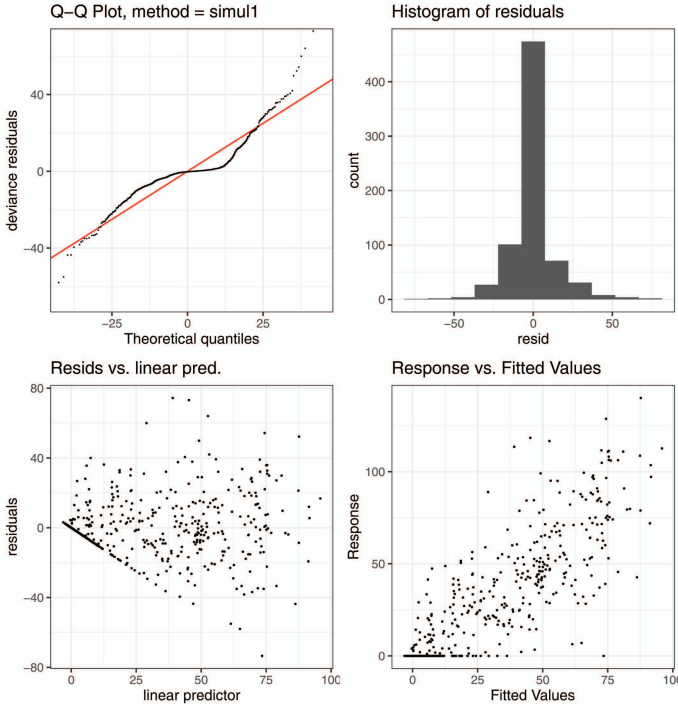 Q−Q Plot, method = simul1
deviance residuals
40
0
−40
−25
0
25
Theoretical quantiles
Histogram of residuals
count
400
300
200
100
0
−50
0
50
resid
Resids vs. linear pred.
residuals
80
40
0
−40
−80
0
25
50
75
100
linear predictor
Response vs. Fitted Values
Response
100
50
0
0
25
50
75
100
Fitted Values